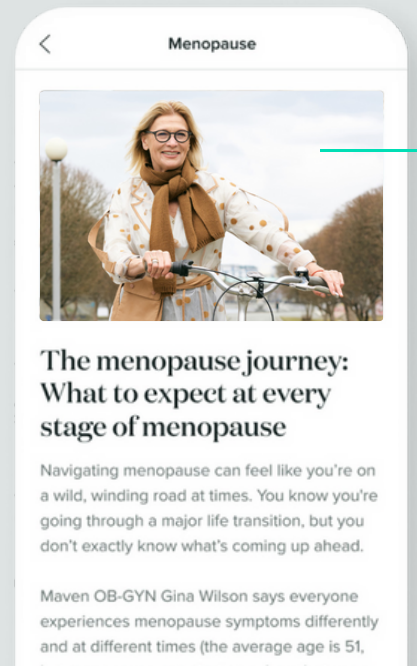 Menopause
The menopause journey:
What to expect at every
stage of menopause
Navigating menopause can feel like you're on
a wild, winding road at times. You know you're
going through a major life transition, but you
don't exactly know what's coming up ahead.
Maven OB-GYN Gina Wilson says everyone
experiences menopause symptoms differently
and at different times (the average age is 51,